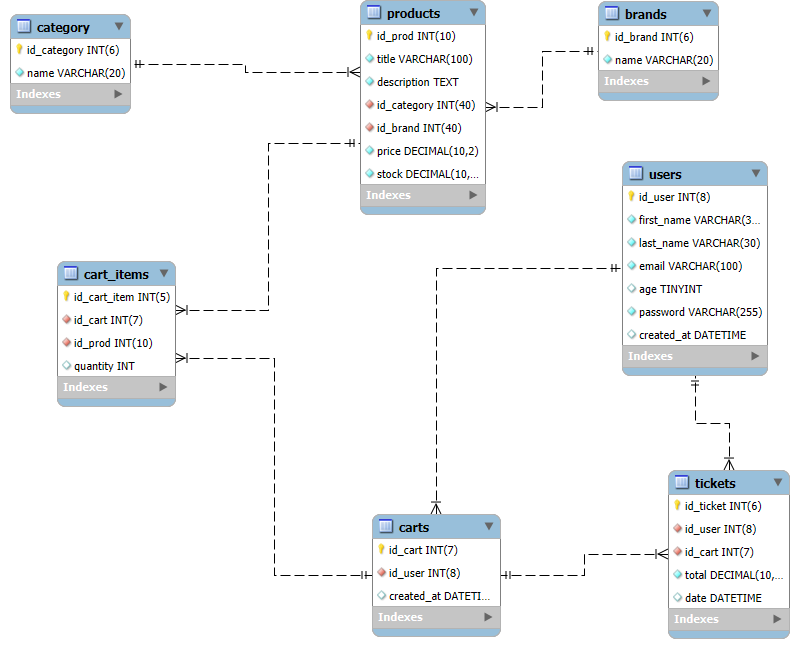 category
id_category INT(6)
name VARCHAR(20)
Indexes
products
id_prod INT(10)
title VARCHAR(100)
description TEXT
id_category INT(40)
id_brand INT(40)
price DECIMAL(10,2)
stock DECIMAL(10,...
Indexes
brands
id_brand INT(6)
name VARCHAR(20)
Indexes
users
id_user INT(8)
first_name VARCHAR(3...
last_name VARCHAR(30)
email VARCHAR(100)
age TINYINT
password VARCHAR(255)
created_at DATETIME
Indexes
cart_items
id_cart_item INT(5)
id_cart INT(7)
id_prod INT(10)
quantity INT
Indexes
carts
id_cart INT(7)
id_user INT(8)
created_at DATETI...
Indexes
tickets
id_ticket INT(6)
id_user INT(8)
id_cart INT(7)
total DECIMAL(10,...
date DATETIME
Indexes